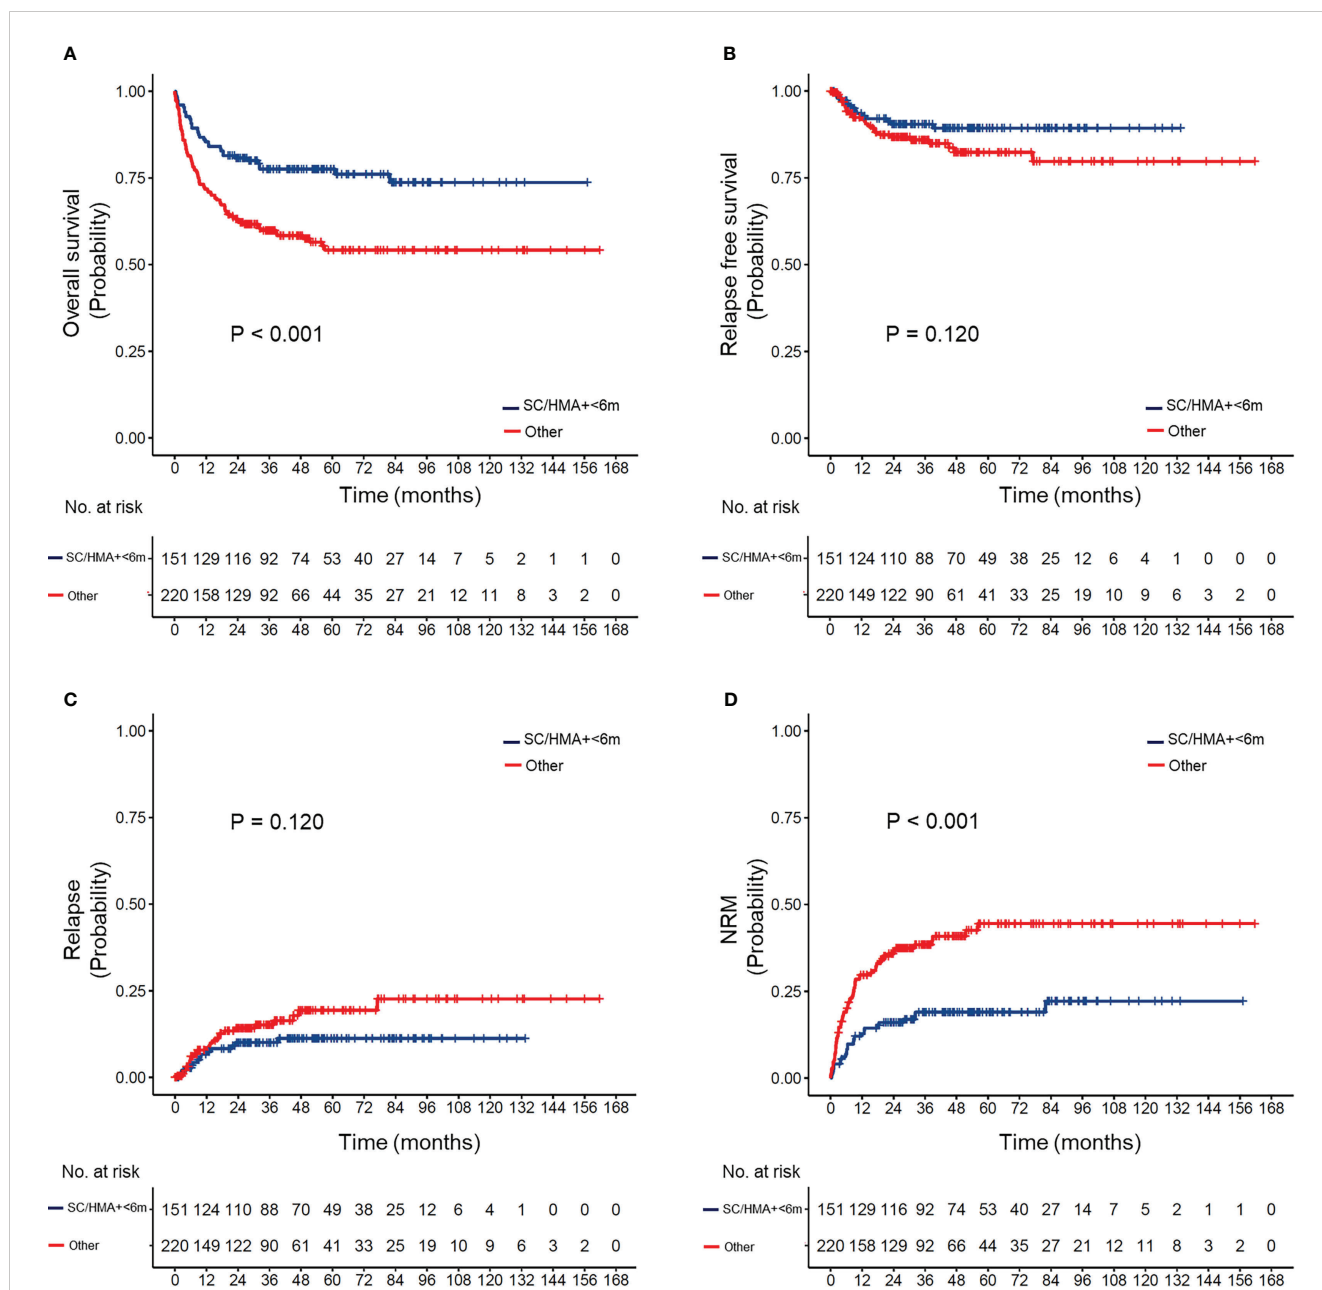 A
1.00
0.75
0.50
0.25
0.00
Overall survival
(Probability)
P < 0.001
SC/HMA+<6m
Other
0 12 24 36 48 60 72 84 96 108 120 132 144 156 168
Time (months)
No. at risk
SC/HMA+<6m 151 129 116 92 74 53 40 27 14 7 5 2 1 1 0
Other 220 158 129 92 66 44 35 27 21 12 11 8 3 2 0
0 12 24 36 48 60 72 84 96 108 120 132 144 156 168
B
1.00
0.75
0.50
0.25
0.00
Relapse free survival
(Probability)
P = 0.120
SC/HMA+<6m
Other
0 12 24 36 48 60 72 84 96 108 120 132 144 156 168
Time (months)
No. at risk
SC/HMA+<6m 151 124 110 88 70 49 38 25 12 6 4 1 0 0 0
Other 220 149 122 90 61 41 33 25 19 10 9 6 3 2 0
0 12 24 36 48 60 72 84 96 108 120 132 144 156 168
C
1.00
0.75
0.50
0.25
0.00
Relapse
(Probability)
SC/HMA+<6m
Other
P = 0.120
0 12 24 36 48 60 72 84 96 108 120 132 144 156 168
Time (months)
No. at risk
SC/HMA+<6m 151 124 110 88 70 49 38 25 12 6 4 1 0 0 0
Other 220 149 122 90 61 41 33 25 19 10 9 6 3 2 0
0 12 24 36 48 60 72 84 96 108 120 132 144 156 168
D
1.00
0.75
0.50
0.25
0.00
NRM
(Probability)
SC/HMA+<6m
Other
P < 0.001
0 12 24 36 48 60 72 84 96 108 120 132 144 156 168
Time (months)
No. at risk
SC/HMA+<6m 151 129 116 92 74 53 40 27 14 7 5 2 1 1 0
Other 220 158 129 92 66 44 35 27 21 12 11 8 3 2 0
0 12 24 36 48 60 72 84 96 108 120 132 144 156 168